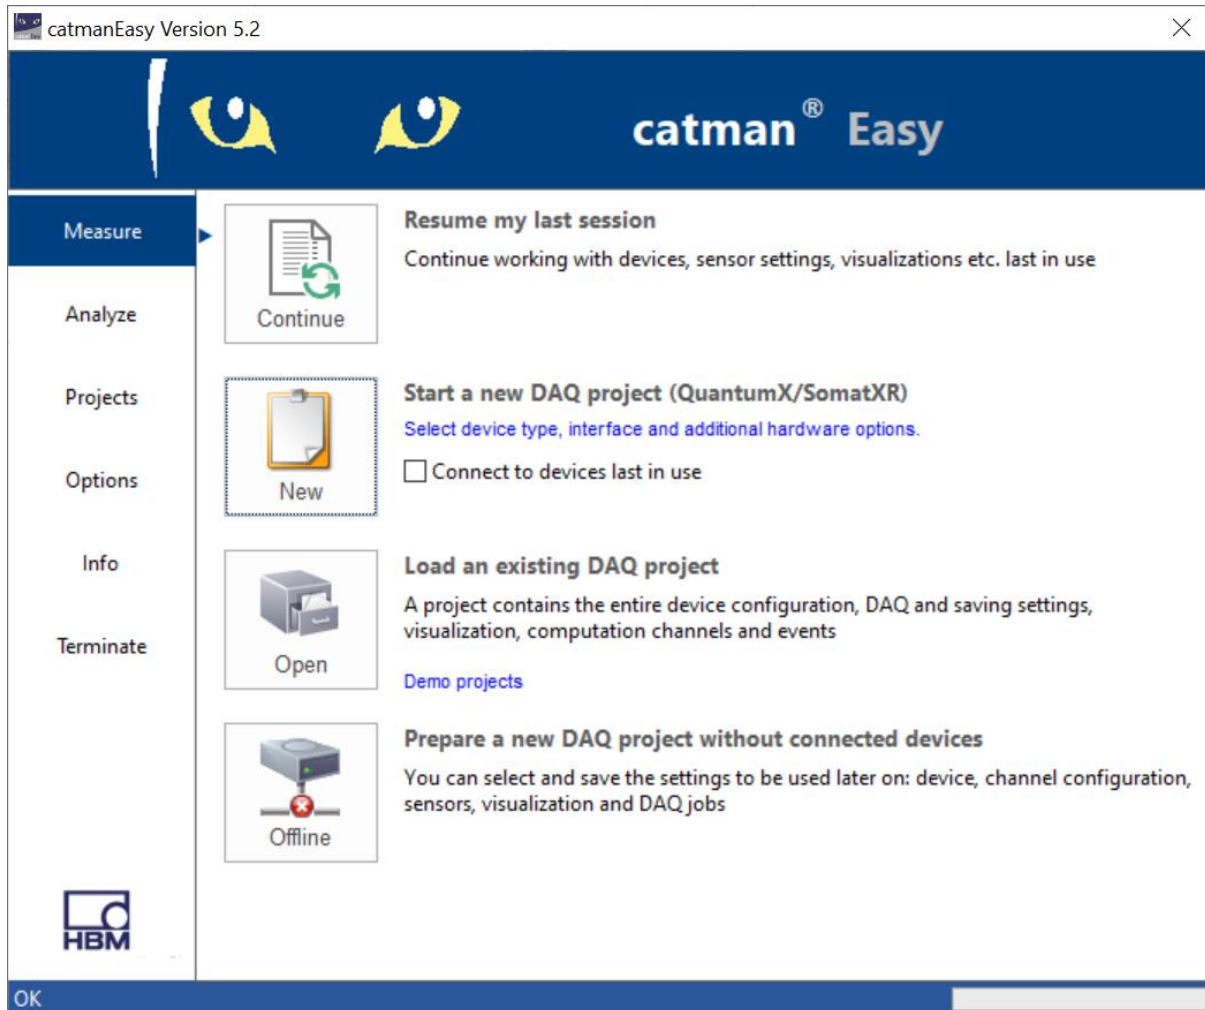 catmanEasy Version 5.2
catman® Easy
Measure
Analyze
Projects
Options
Info
Terminate
Continue
Resume my last session
Continue working with devices, sensor settings, visualizations etc. last in use
New
Start a new DAQ project (QuantumX/SomatXR)
Select device type, interface and additional hardware options.
Connect to devices last in use
Open
Load an existing DAQ project
A project contains the entire device configuration, DAQ and saving settings,
visualization, computation channels and events
Demo projects
Offline
Prepare a new DAQ project without connected devices
You can select and save the settings to be used later on: device, channel configuration,
sensors, visualization and DAQ jobs
HBM
OK